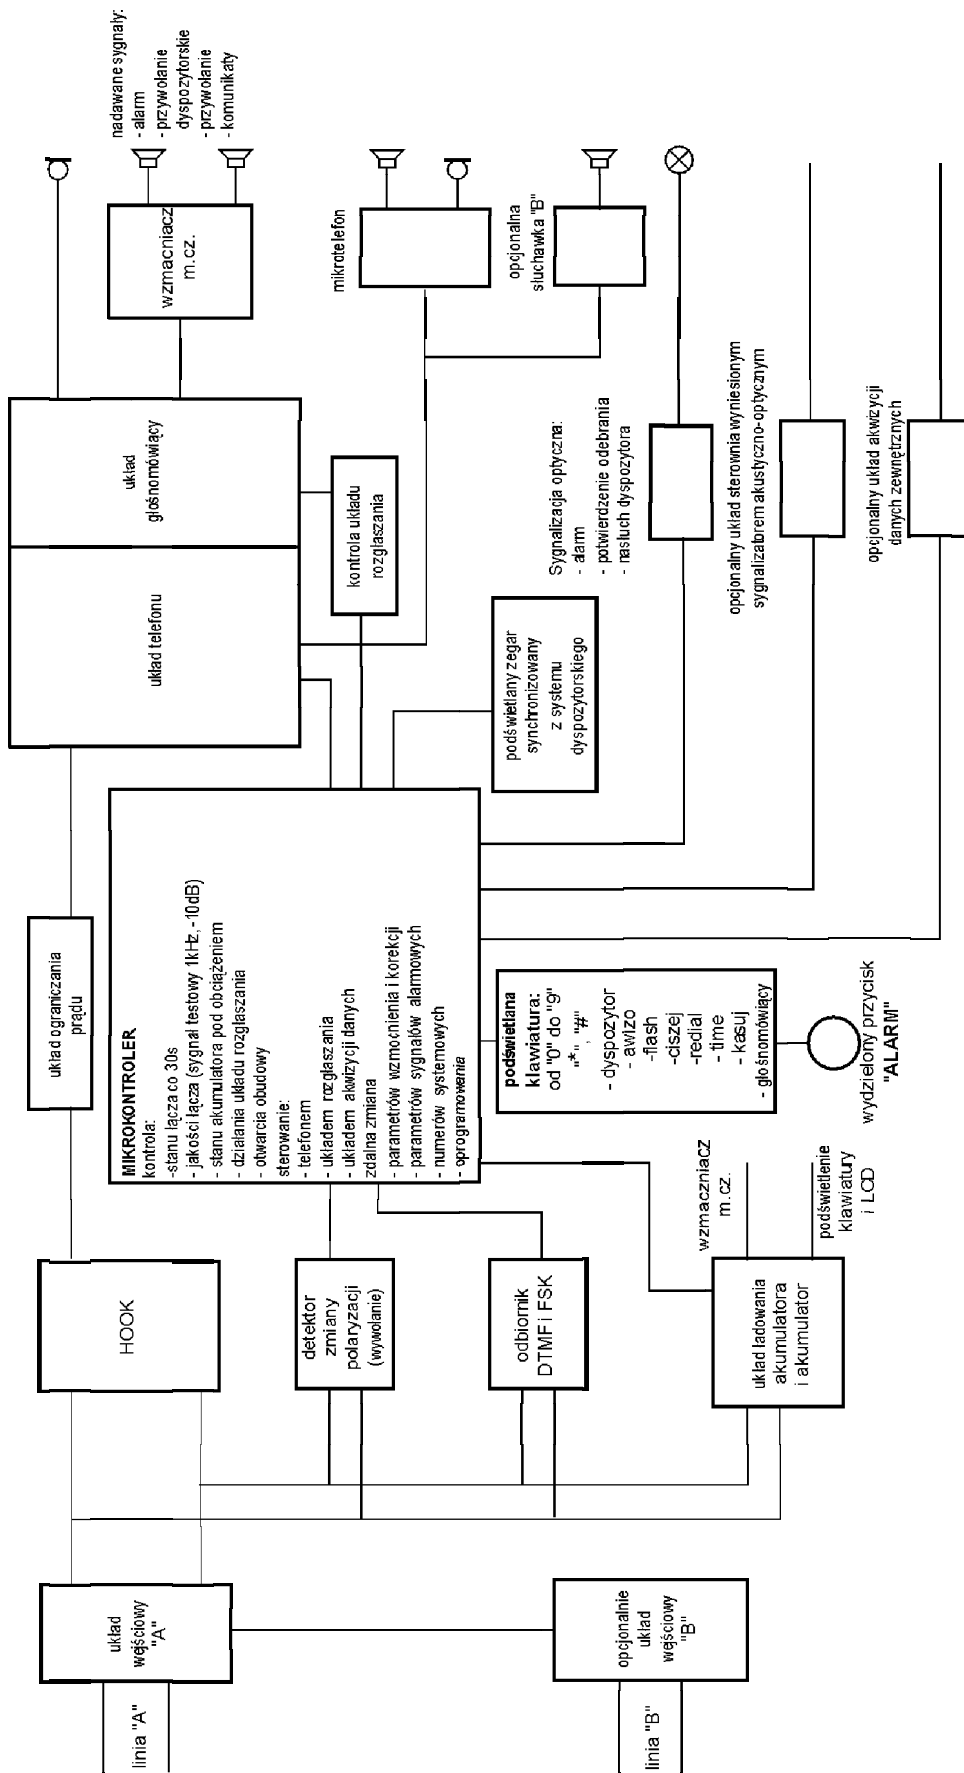 linia "A"
układ
wejściowy
"A"
HOOK
układ ograniczania
prądu
układ telefonu
układ
głośnomówiący
wzmacniacz
m.cz.
nadawane sygnały:
- alarm
- przywołanie
dyspozytorskie
- przywołanie
- komunikaty
MIKROKONTROLER
kontrola:
-stanu łącza co 30s
- jakości łącza (sygnał testowy 1kHz, -10dB)
- stanu akumulatora pod obciążeniem
- działania układu rozgłaszania
- otwarcia obudowy
sterowanie:
- telefonem
- układem rozgłaszania
- układem akwizycji danych
zdalna zmiana
- parametrów wzmocnienia i korekcji
- parametrów sygnałów alarmowych
- numerów systemowych
- oprogramowania
detektor
zmiany
polaryzacji
(wywołanie)
odbiornik
DTMF i FSK
kontrola układu
rozgłaszania
mikrotelefon
opcjonalna
słuchawka "B"
podświetlany zegar
synchronizowany
z systemu
dyspozytorskiego
Sygnalizacja optyczna:
- alarm
- potwierdzenie odebrania
- nasłuch dyspozytora
opcjonalny układ sterownia wyniesionym
sygnalizatorem akustyczno-optycznym
opcjonalny układ akwizycji
danych zewnętrznych
podświetlana
klawiatura:
od "0" do "9"
"*", "#"
- dyspozytor
- awizo
-flash
-ciszej
-redial
- time
- kasuj
- głośnomówiący
wydzielony przycisk
"ALARM"
wzmaczniacz
m.cz.
podświetlenie
klawiatury
i LCD
układ ładowania
akumulatora
i akumulator
linia "B"
opcjonalnie
układ
wejściowy
"B"